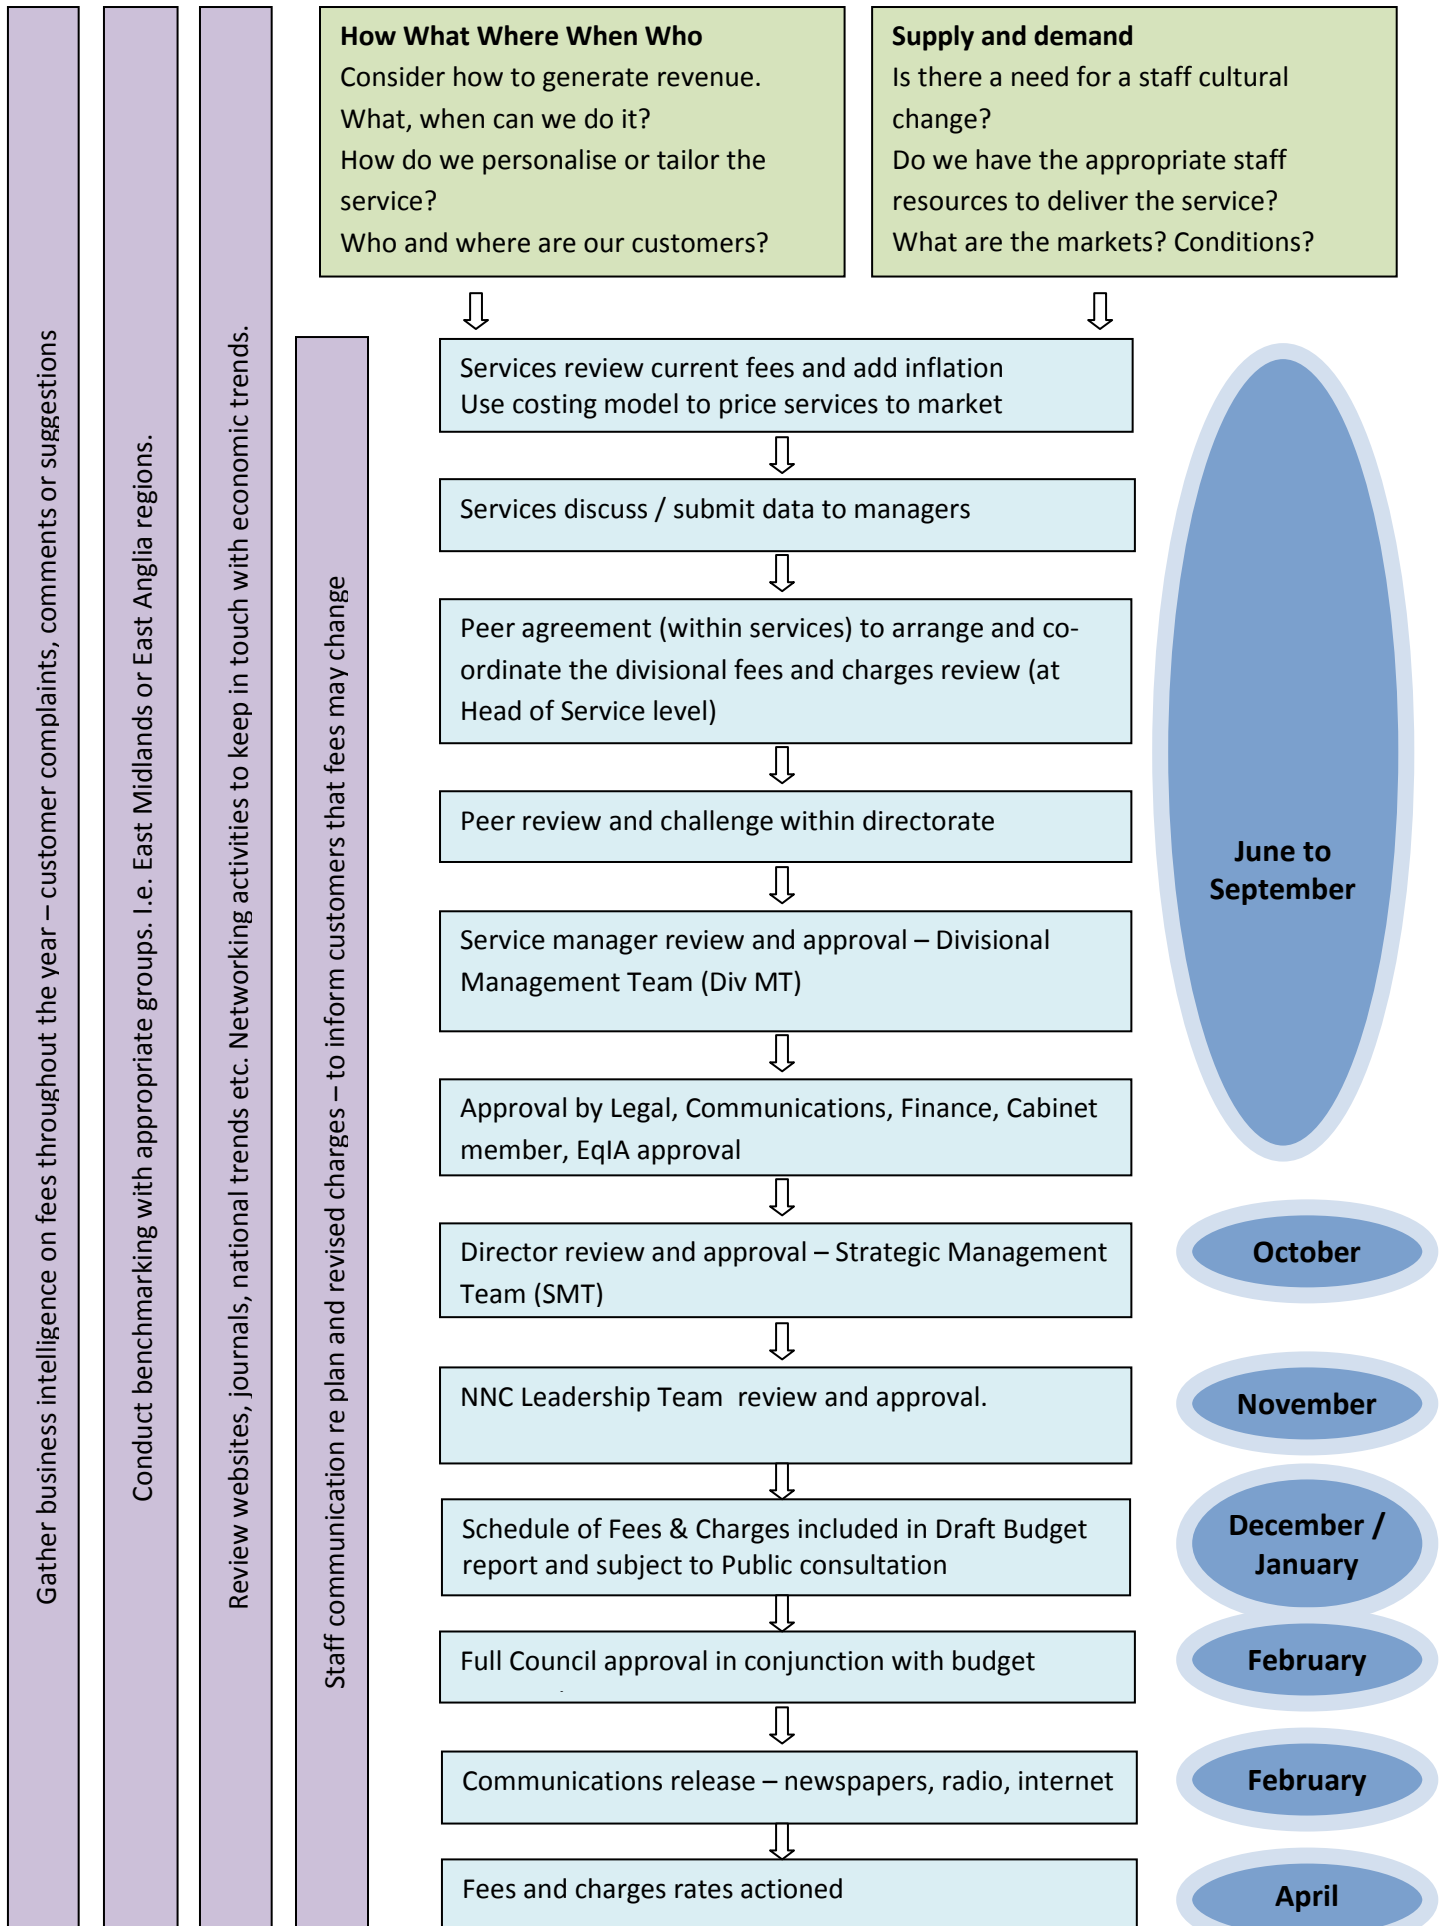 How What Where When Who
Consider how to generate revenue.
What, when can we do it?
How do we personalise or tailor the
service?
Who and where are our customers?
Supply and demand
Is there a need for a staff cultural
change?
Do we have the appropriate staff
resources to deliver the service?
What are the markets? Conditions?
Gather business intelligence on fees throughout the year – customer complaints, comments or suggestions
Conduct benchmarking with appropriate groups. I.e. East Midlands or East Anglia regions.
Review websites, journals, national trends etc. Networking activities to keep in touch with economic trends.
Staff communication re plan and revised charges – to inform customers that fees may change
Services review current fees and add inflation
Use costing model to price services to market
Services discuss / submit data to managers
Peer agreement (within services) to arrange and co-
ordinate the divisional fees and charges review (at
Head of Service level)
Peer review and challenge within directorate
Service manager review and approval – Divisional
Management Team (Div MT)
Approval by Legal, Communications, Finance, Cabinet
member, EqIA approval
June to
September
Director review and approval – Strategic Management
Team (SMT)
October
NNC Leadership Team  review and approval.
November
Schedule of Fees & Charges included in Draft Budget
report and subject to Public consultation
December /
January
Full Council approval in conjunction with budget
February
Communications release – newspapers, radio, internet
February
Fees and charges rates actioned
April